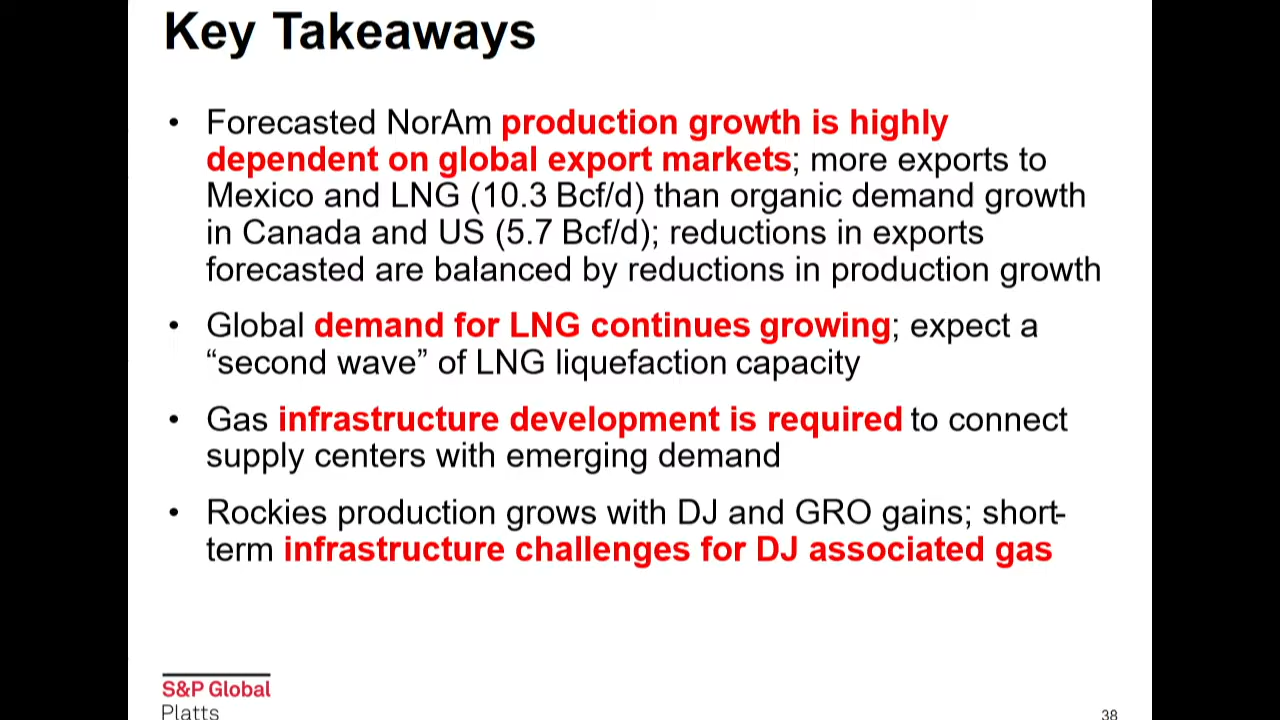 Key Takeaways
• Forecasted NorAm production growth is highly
dependent on global export markets; more exports to
Mexico and LNG (10.3 Bcf/d) than organic demand growth
in Canada and US (5.7 Bcf/d); reductions in exports
forecasted are balanced by reductions in production growth
• Global demand for LNG continues growing; expect a
“second wave” of LNG liquefaction capacity
• Gas infrastructure development is required to connect
supply centers with emerging demand
• Rockies production grows with DJ and GRO gains; short-
term infrastructure challenges for DJ associated gas
S&P Global
Platts
38